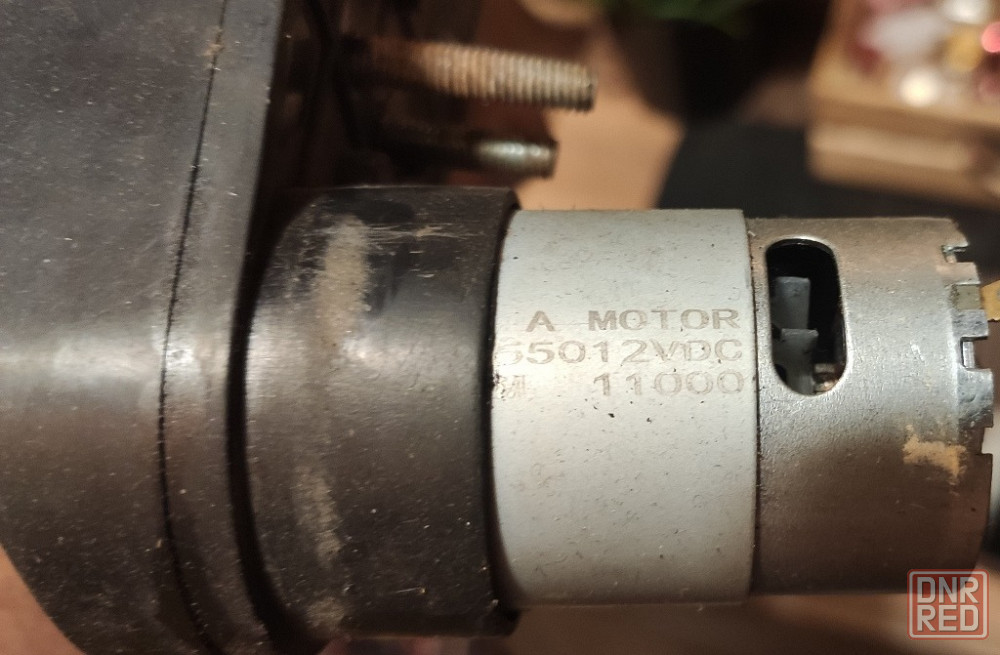 A MOTOR
55012VDC
M 11000
DNR
RED